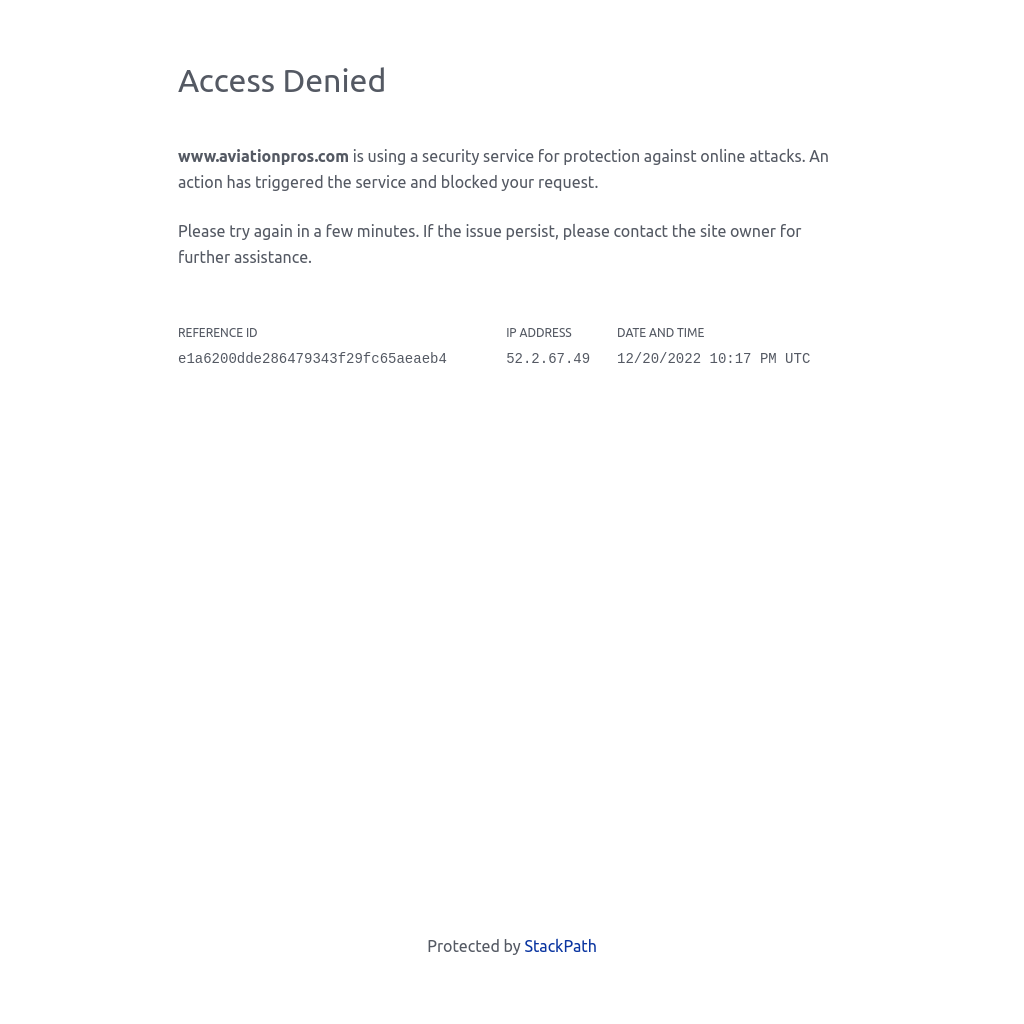 Access Denied
www.aviationpros.com is using a security service for protection against online attacks. An
action has triggered the service and blocked your request.
Please try again in a few minutes. If the issue persist, please contact the site owner for
further assistance.
REFERENCE ID IP ADDRESS DATE AND TIME
e1a6200dde286479343f29fc65aeaeb4 52.2.67.49 12/20/2022 10:17 PM UTC
Protected by StackPath